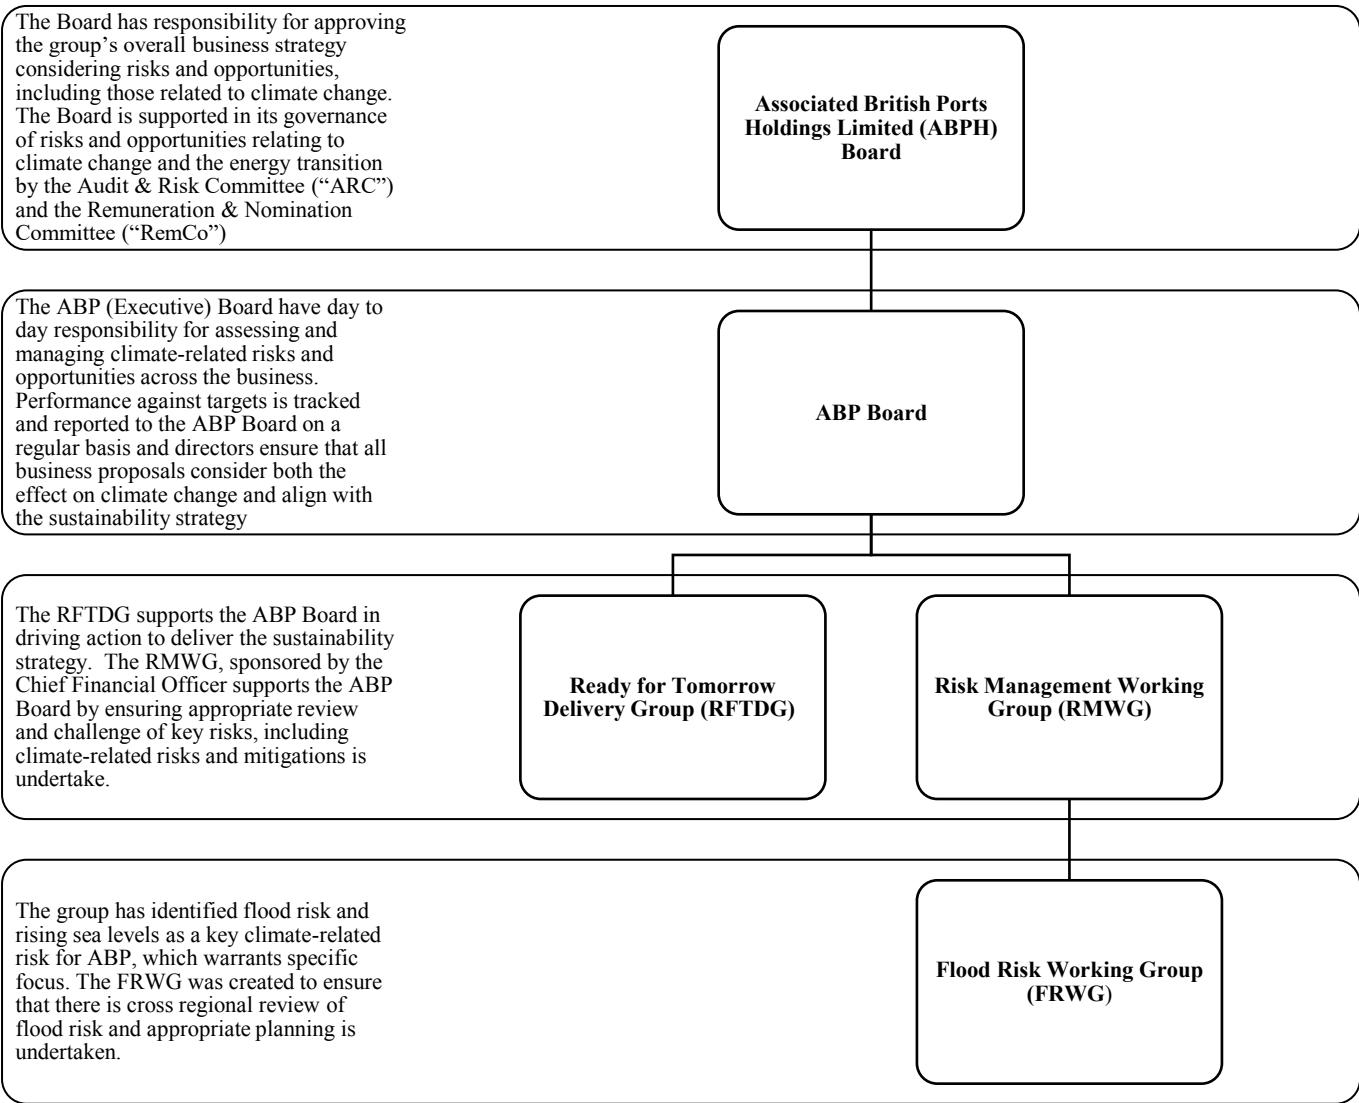 The Board has responsibility for approving
the group’s overall business strategy
considering risks and opportunities,
including those related to climate change.
The Board is supported in its governance
of risks and opportunities relating to
climate change and the energy transition
by the Audit & Risk Committee (“ARC”)
and the Remuneration & Nomination
Committee (“RemCo”)
Associated British Ports
Holdings Limited (ABPH)
Board
The ABP (Executive) Board have day to
day responsibility for assessing and
managing climate-related risks and
opportunities across the business.
Performance against targets is tracked
and reported to the ABP Board on a
regular basis and directors ensure that all
business proposals consider both the
effect on climate change and align with
the sustainability strategy
ABP Board
The RFTDG supports the ABP Board in
driving action to deliver the sustainability
strategy.  The RMWG, sponsored by the
Chief Financial Officer supports the ABP
Board by ensuring appropriate review
and challenge of key risks, including
climate-related risks and mitigations is
undertake.
Ready for Tomorrow
Delivery Group (RFTDG)
Risk Management Working
Group (RMWG)
The group has identified flood risk and
rising sea levels as a key climate-related
risk for ABP, which warrants specific
focus. The FRWG was created to ensure
that there is cross regional review of
flood risk and appropriate planning is
undertaken.
Flood Risk Working Group
(FRWG)